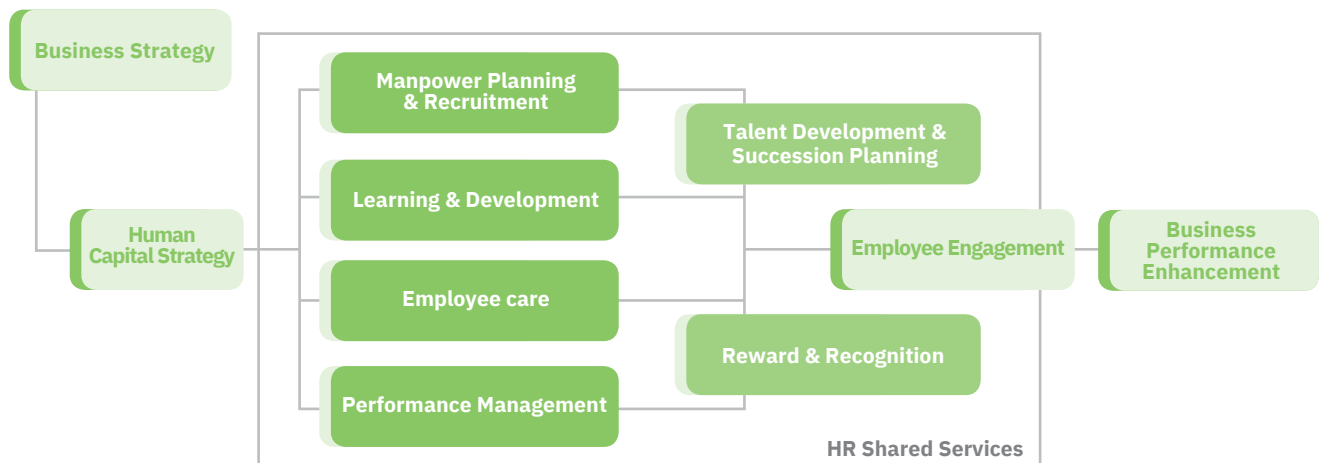 Business Strategy
Human
Capital Strategy
Manpower Planning
& Recruitment
Learning & Development
Employee care
Performance Management
Talent Development &
Succession Planning
Reward & Recognition
Employee Engagement
Business
Performance
Enhancement
HR Shared Services